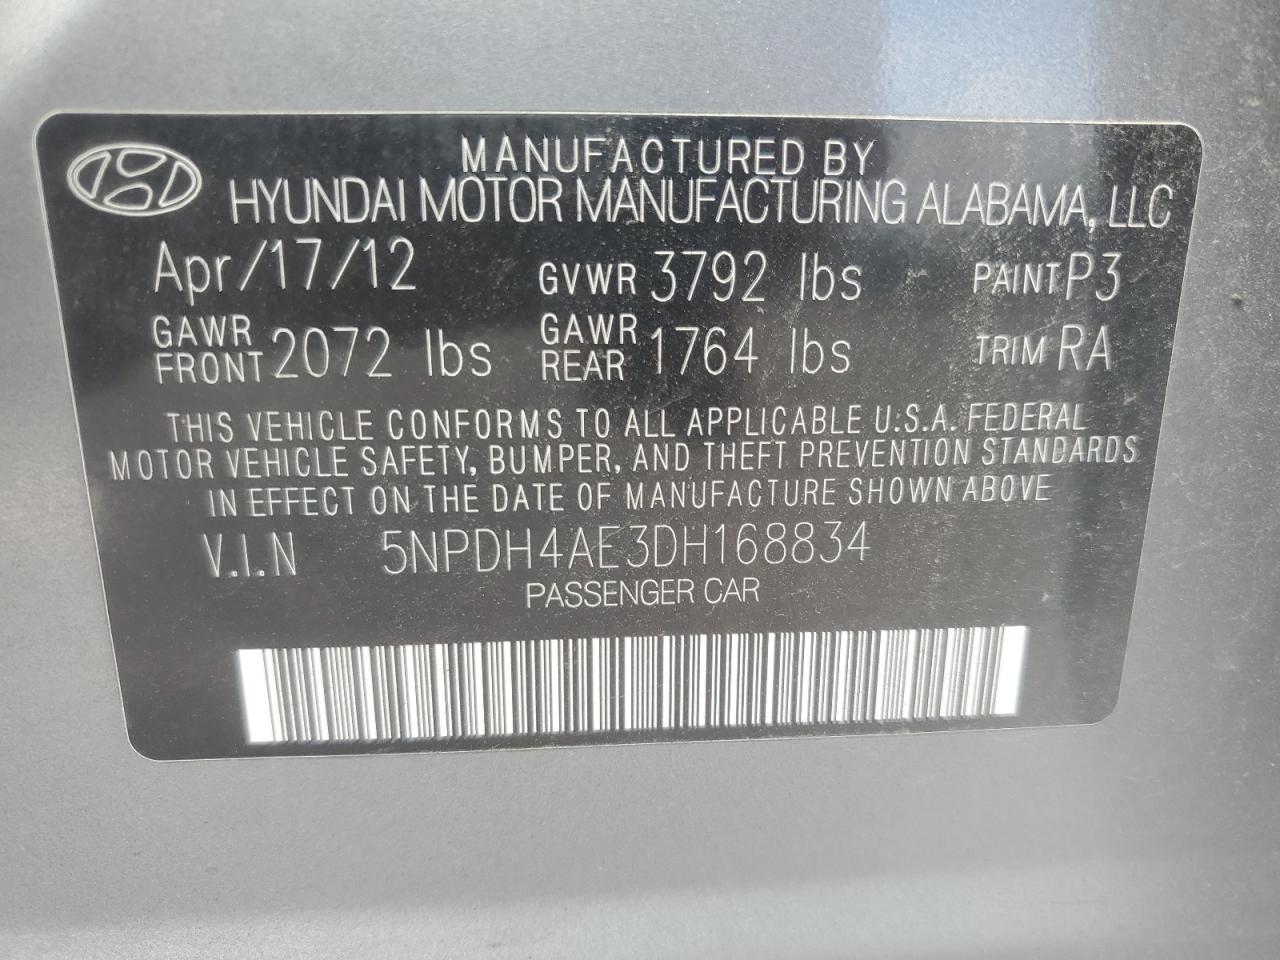 MANUFACTURED BY
HYUNDAI MOTOR MANUFACTURING ALABAMA, LLC
Apr/17/12 GVWR 3792 lbs PAINT P3
GAWR FRONT 2072 lbs GAWR REAR 1764 lbs TRIM RA
THIS VEHICLE CONFORMS TO ALL APPLICABLE U.S.A. FEDERAL
MOTOR VEHICLE SAFETY, BUMPER, AND THEFT PREVENTION STANDARDS
IN EFFECT ON THE DATE OF MANUFACTURE SHOWN ABOVE
V.I.N 5NPDH4AE3DH168834
PASSENGER CAR